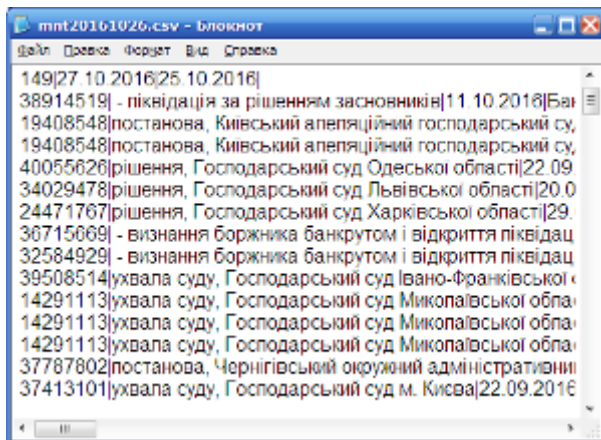 mnt20161026.csv – Блокнот
Файл Правка Формат Вид Справка
149|27.10.2016|25.10.2016|
38914519| - ліквідація за рішенням засновників|11.10.2016|Бан
19408548|постанова, Київський апеляційний господарський су
19408548|постанова, Київський апеляційний господарський су
40055626|рішення, Господарський суд Одеської області|22.09.
34029478|рішення, Господарський суд Львівської області|20.0
24471767|рішення, Господарський суд Харківської області|29.
36715669| - визнання боржника банкрутом і відкриття ліквідац
32584929| - визнання боржника банкрутом і відкриття ліквідац
39508514|ухвала суду, Господарський суд Івано-Франківської
14291113|ухвала суду, Господарський суд Миколаївської обла
14291113|ухвала суду, Господарський суд Миколаївської обла
14291113|ухвала суду, Господарський суд Миколаївської обла
37787802|постанова, Чернігівський окружний адміністративни
37413101|ухвала суду, Господарський суд м. Києва|22.09.2016